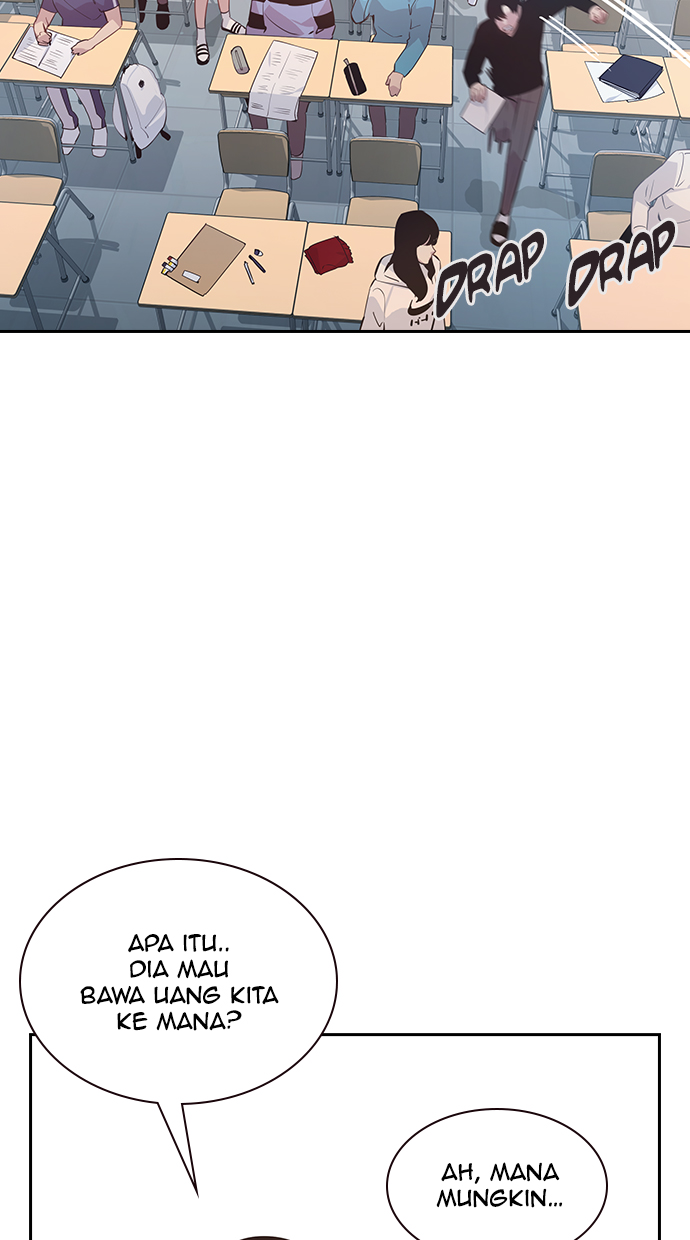 DRAP DRAP
APA ITU..
DIA MAU
BAWA UANG KITA
KE MANA?
AH, MANA
MUNGKIN...